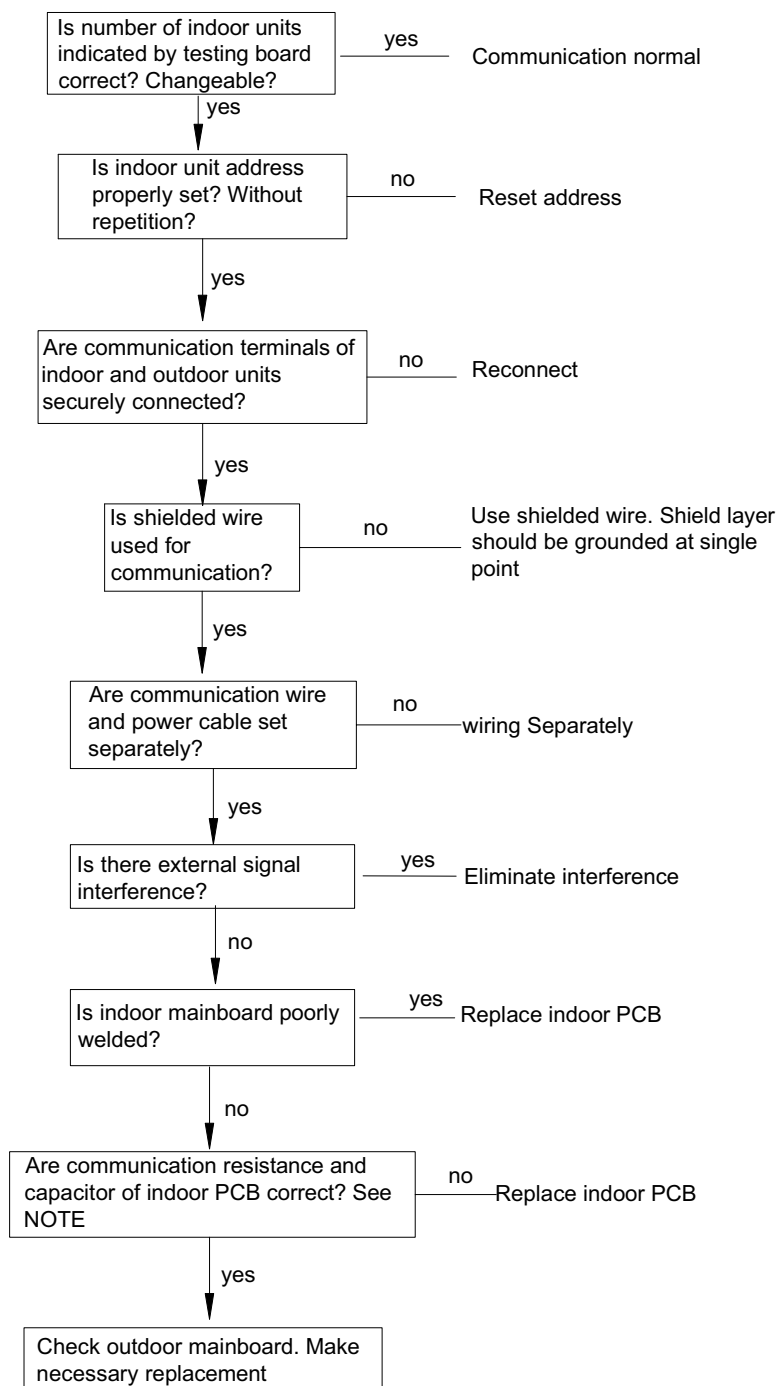 Is number of indoor units
indicated by testing board
correct? Changeable?
yes
Communication normal
yes
Is indoor unit address
properly set? Without
repetition?
no
Reset address
yes
Are communication terminals of
indoor and outdoor units
securely connected?
no
Reconnect
yes
Is shielded wire
used for
communication?
no
Use shielded wire. Shield layer
should be grounded at single
point
yes
Are communication wire
and power cable set
separately?
no
wiring Separately
yes
Is there external signal
interference?
yes
Eliminate interference
no
Is indoor mainboard poorly
welded?
yes
Replace indoor PCB
no
Are communication resistance and
capacitor of indoor PCB correct? See
NOTE
no
Replace indoor PCB
yes
Check outdoor mainboard. Make
necessary replacement